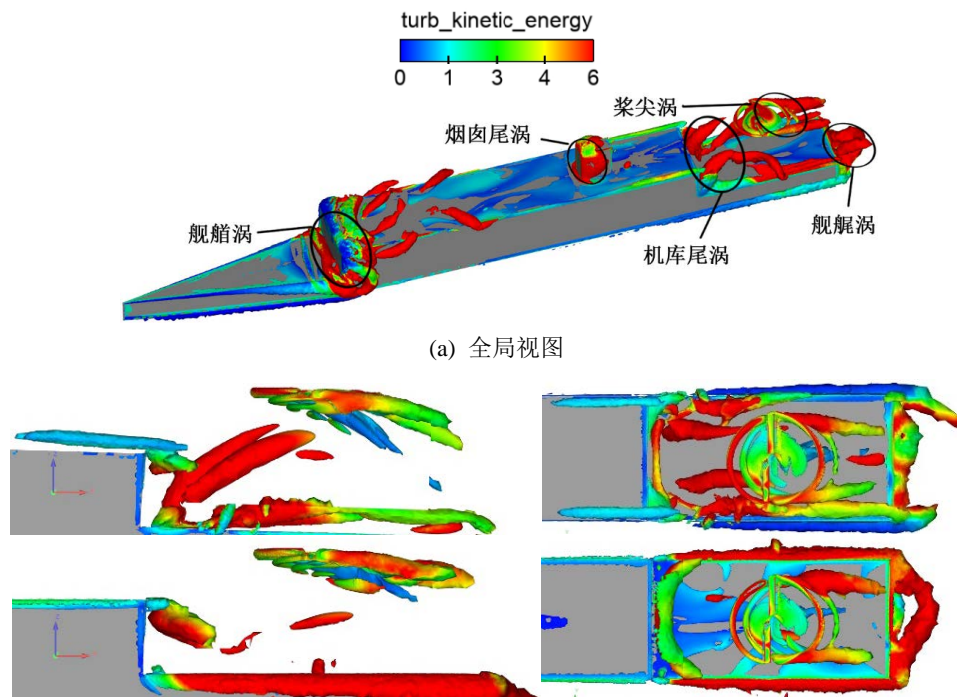 turb_kinetic_energy
0 1 3 4 6
桨尖涡
烟囱尾涡
舰艏涡
舰艉涡
机库尾涡
(a) 全局视图